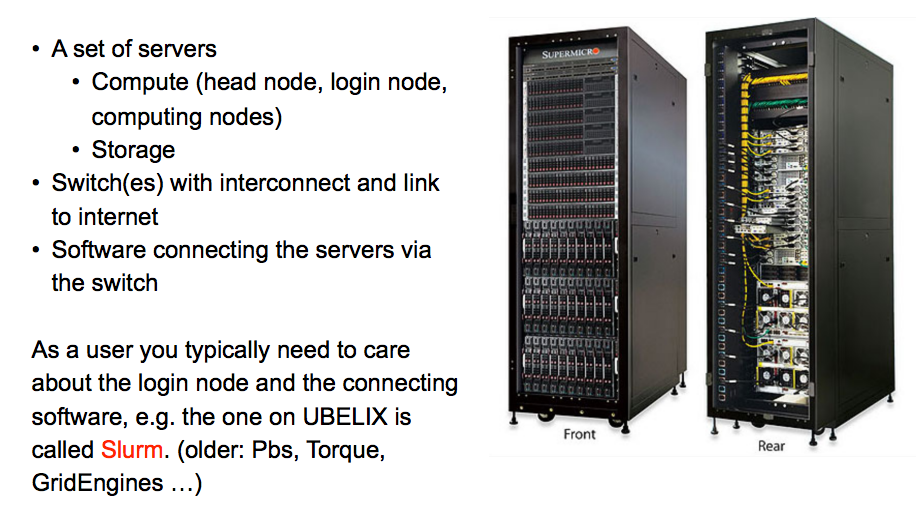 • A set of servers
• Compute (head node, login node,
computing nodes)
• Storage
• Switch(es) with interconnect and link
to internet
• Software connecting the servers via
the switch
As a user you typically need to care
about the login node and the connecting
software, e.g. the one on UBELIX is
called Slurm. (older: Pbs, Torque,
GridEngines …)
SUPERMICRO
Front
Rear